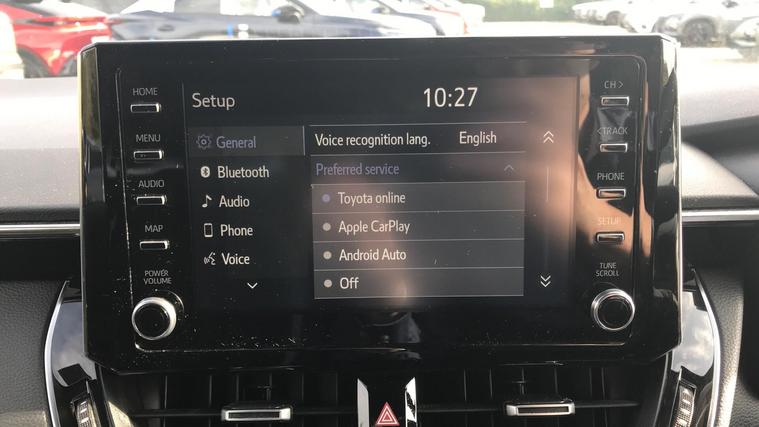 HOME
MENU
AUDIO
MAP
POWER
VOLUME
Setup
10:27
General
Bluetooth
Audio
Phone
Voice
Voice recognition lang. English
Preferred service
Toyota online
Apple CarPlay
Android Auto
Off
CH >
< TRACK
PHONE
SETUP
TUNE
SCROLL